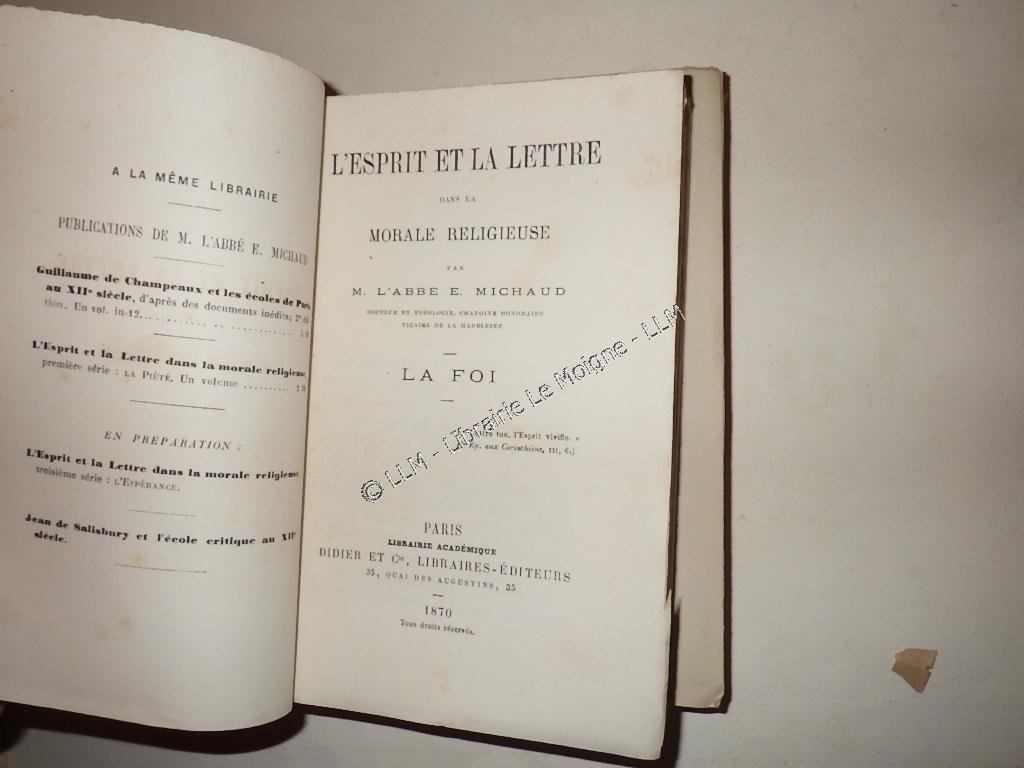 A LA MÊME LIBRAIRIE
PUBLICATIONS DE M. L'ABBÉ E. MICHAUD
Guillaume de Champeaux et les écoles de Paris
au XIIe siècle, d'après des documents inédits; 2e édi-
tion. Un vol. in-12
L'Esprit et la Lettre dans la morale religieuse,
première série : LA PIÉTÉ. Un volume
EN PRÉPARATION :
L'Esprit et la Lettre dans la morale religieuse,
troisième série : L'ESPÉRANCE.
Jean de Salisbury et l'école critique au XIIe
siècle.
L'ESPRIT ET LA LETTRE
DANS LA
MORALE RELIGIEUSE
PAR
M. L'ABBÉ E. MICHAUD
DOCTEUR EN THÉOLOGIE, CHANOINE HONORAIRE
VICAIRE DE LA MADELEINE
LA FOI
tue, l'Esprit vivifie. »
Ep. aux Corinthiens, III, 6.)
PARIS
LIBRAIRIE ACADÉMIQUE
DIDIER ET Cie, LIBRAIRES-ÉDITEURS
35, QUAI DES AUGUSTINS, 35
1870
Tous droits réservés.
© LLM - Librairie Le Moigne - LLM